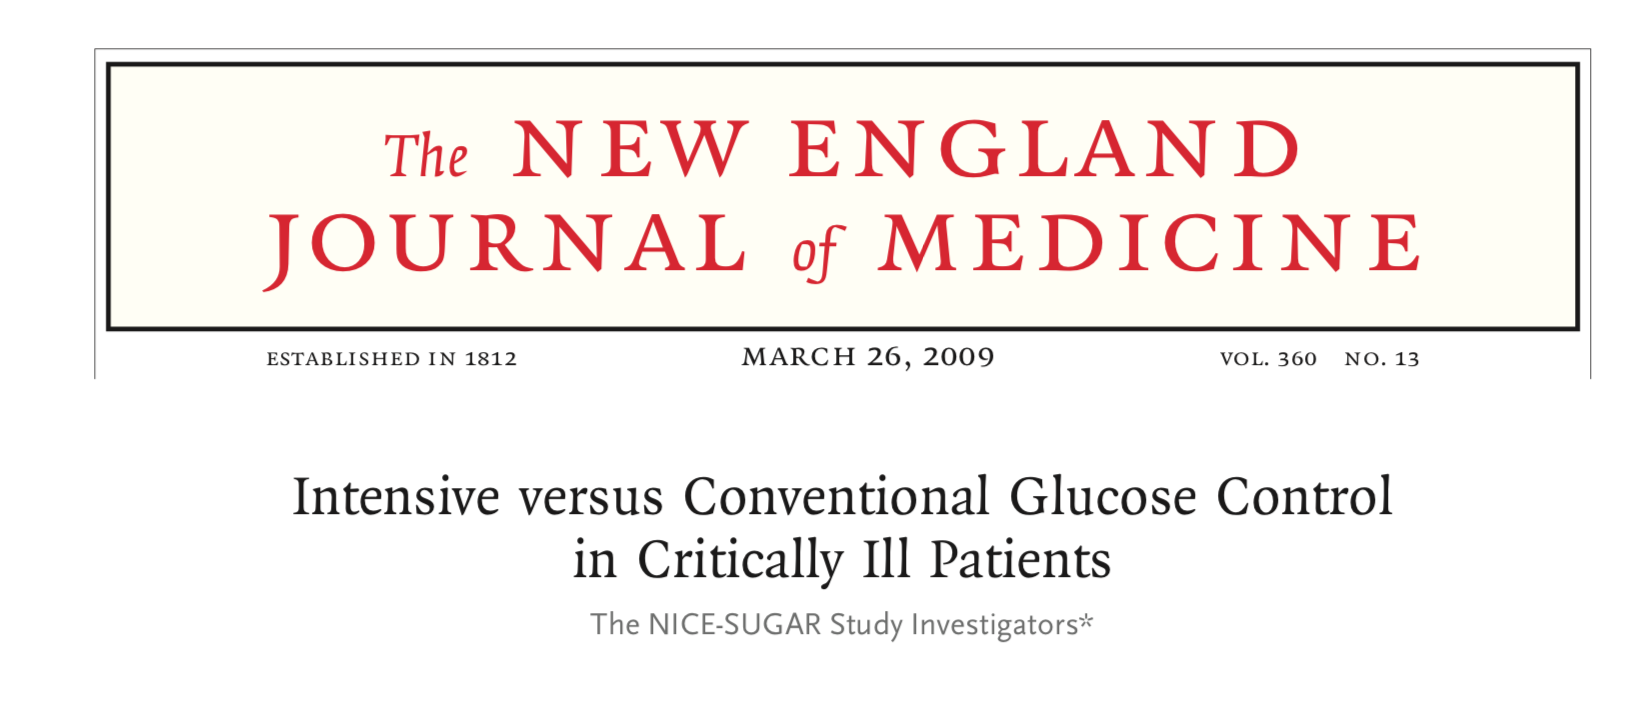 The NEW ENGLAND
JOURNAL of MEDICINE
ESTABLISHED IN 1812 MARCH 26, 2009 VOL. 360 NO. 13
Intensive versus Conventional Glucose Control
in Critically Ill Patients
The NICE-SUGAR Study Investigators*